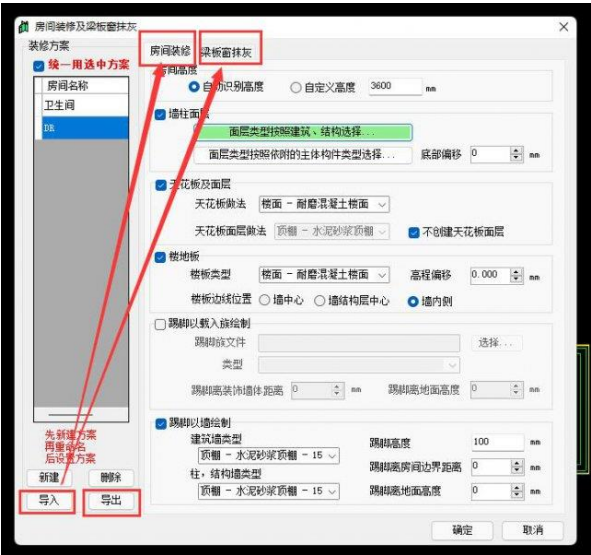 房间装修及梁板窗抹灰
装修方案
统一用选中方案
房间名称
卫生间
DR
先新建方案
再重命名
后设置方案
新建 删除
导入 导出
房间装修 梁板窗抹灰
房间高度
自动识别高度 自定义高度 3600 mm
墙柱面层
面层类型按照建筑、结构选择...
面层类型按照依附的主体构件类型选择... 底部偏移 0 mm
天花板及面层
天花板做法 楼面 - 耐磨混凝土楼面
天花板面层做法 顶棚 - 水泥砂浆顶棚 不创建天花板面层
楼地板
楼板类型 楼面 - 耐磨混凝土楼面 高程偏移 0.000 mm
楼板边线位置 墙中心 墙结构层中心 墙内侧
踢脚以载入族绘制
踢脚族文件 选择...
类型
踢脚离装饰墙体距离 0 mm 踢脚离地面高度 0 mm
踢脚以墙绘制
建筑墙类型
顶棚 - 水泥砂浆顶棚 - 15 踢脚高度 100 mm
柱, 结构墙类型 踢脚离房间边界距离 0 mm
顶棚 - 水泥砂浆顶棚 - 15 踢脚离地面高度 0 mm
确定 取消